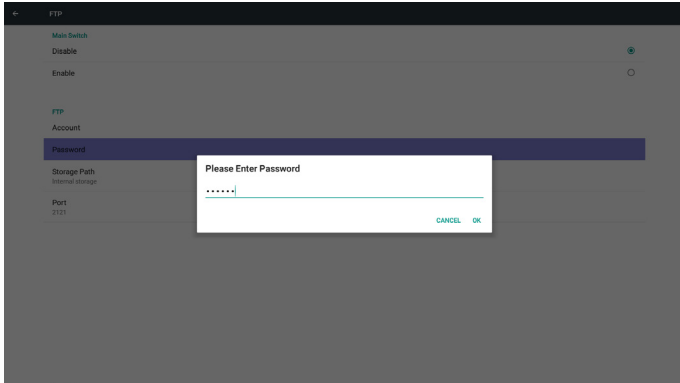 FTP
Main Switch
Disable
Enable
FTP
Account
Password
Storage Path
Internal storage
Port
2121
Please Enter Password
••••••
CANCEL OK